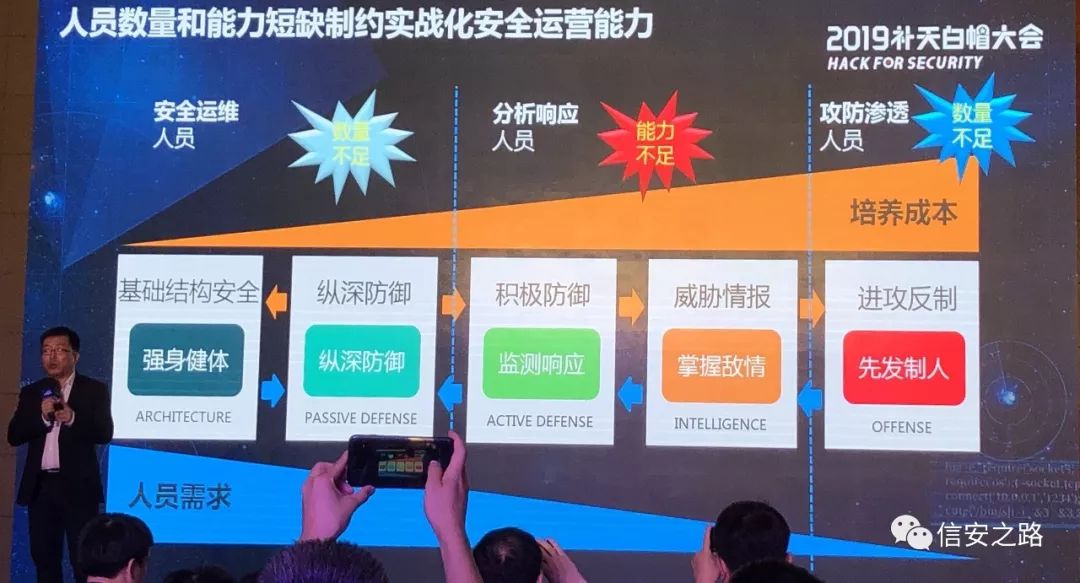 人员数量和能力短缺制约实战化安全运营能力
2019补天白帽大会
HACK FOR SECURITY
安全运维
人员
数量
不足
分析响应
人员
能力
不足
攻防渗透
人员
数量
不足
培养成本
基础结构安全
强身健体
ARCHITECTURE
纵深防御
纵深防御
PASSIVE DEFENSE
积极防御
监测响应
ACTIVE DEFENSE
威胁情报
掌握敌情
INTELLIGENCE
进攻反制
先发制人
OFFENSE
人员需求
信安之路